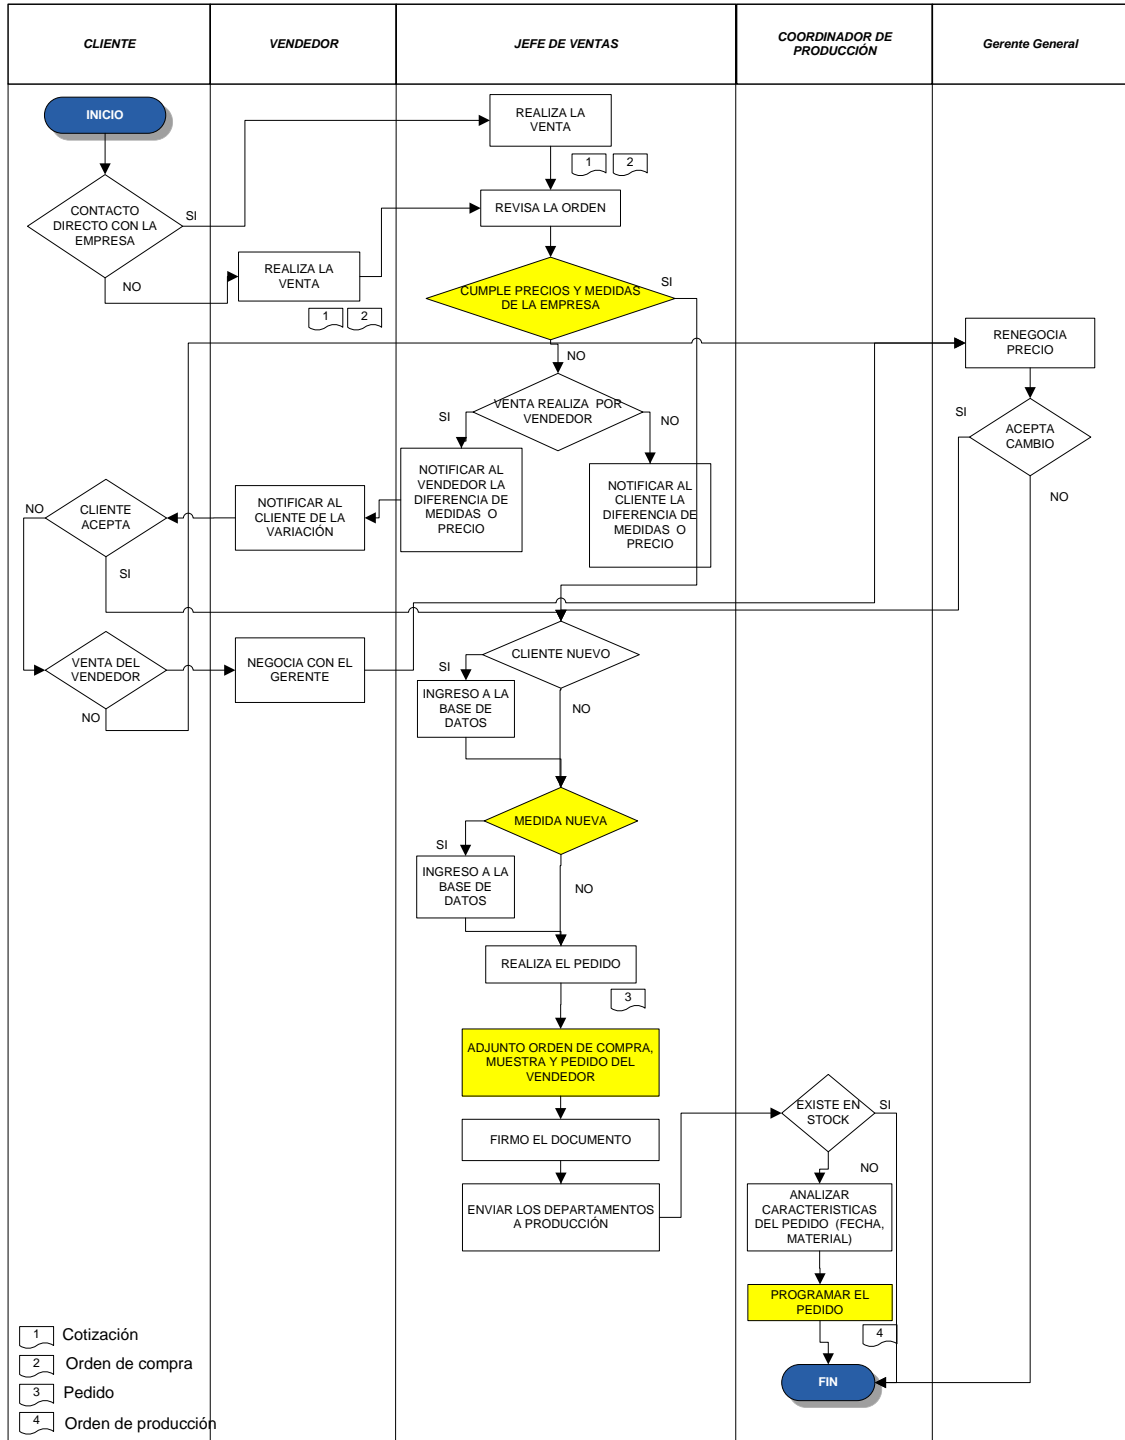 CLIENTE
VENDEDOR
JEFE DE VENTAS
COORDINADOR DE
PRODUCCIÓN
Gerente General
INICIO
REALIZA LA
VENTA
1
2
CONTACTO
DIRECTO CON LA
EMPRESA
SI
NO
REVISA LA ORDEN
REALIZA LA
VENTA
1
2
CUMPLE PRECIOS Y MEDIDAS
DE LA EMPRESA
SI
NO
RENEGOCIA
PRECIO
VENTA REALIZA POR
VENDEDOR
SI
NO
SI
ACEPTA
CAMBIO
NO
NOTIFICAR AL
VENDEDOR LA
DIFERENCIA DE
MEDIDAS O
PRECIO
NOTIFICAR AL
CLIENTE LA
DIFERENCIA DE
MEDIDAS O
PRECIO
NOTIFICAR AL
CLIENTE DE LA
VARIACIÓN
NO
CLIENTE
ACEPTA
SI
VENTA DEL
VENDEDOR
NO
NEGOCIA CON EL
GERENTE
CLIENTE NUEVO
SI
NO
INGRESO A LA
BASE DE
DATOS
MEDIDA NUEVA
SI
NO
INGRESO A LA
BASE DE
DATOS
REALIZA EL PEDIDO
3
ADJUNTO ORDEN DE COMPRA,
MUESTRA Y PEDIDO DEL
VENDEDOR
FIRMO EL DOCUMENTO
ENVIAR LOS DEPARTAMENTOS
A PRODUCCIÓN
EXISTE EN
STOCK
SI
NO
ANALIZAR
CARACTERISTICAS
DEL PEDIDO (FECHA,
MATERIAL)
PROGRAMAR EL
PEDIDO
4
FIN
1 Cotización
2 Orden de compra
3 Pedido
4 Orden de producción